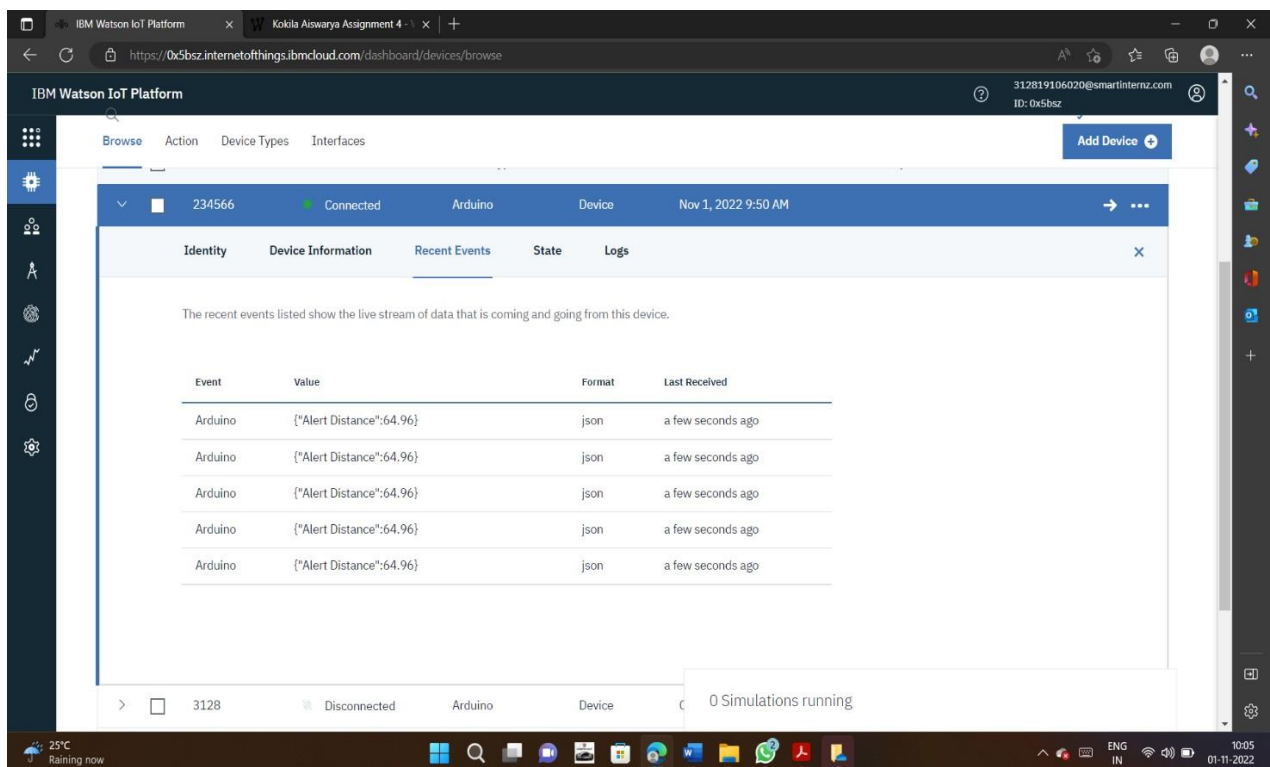 IBM Watson IoT Platform
Kokila Aiswarya Assignment 4 -
https://0x5bsz.internetofthings.ibmcloud.com/dashboard/devices/browse
IBM Watson IoT Platform
312819106020@smartinternz.com
ID: 0x5bsz
Browse Action Device Types Interfaces
Add Device
234566 Connected Arduino Device Nov 1, 2022 9:50 AM
Identity Device Information Recent Events State Logs
The recent events listed show the live stream of data that is coming and going from this device.
Event Value Format Last Received
Arduino {"Alert Distance":64.96} json a few seconds ago
Arduino {"Alert Distance":64.96} json a few seconds ago
Arduino {"Alert Distance":64.96} json a few seconds ago
Arduino {"Alert Distance":64.96} json a few seconds ago
Arduino {"Alert Distance":64.96} json a few seconds ago
3128 Disconnected Arduino Device
0 Simulations running
25°C
Raining now
ENG
IN
10:05
01-11-2022